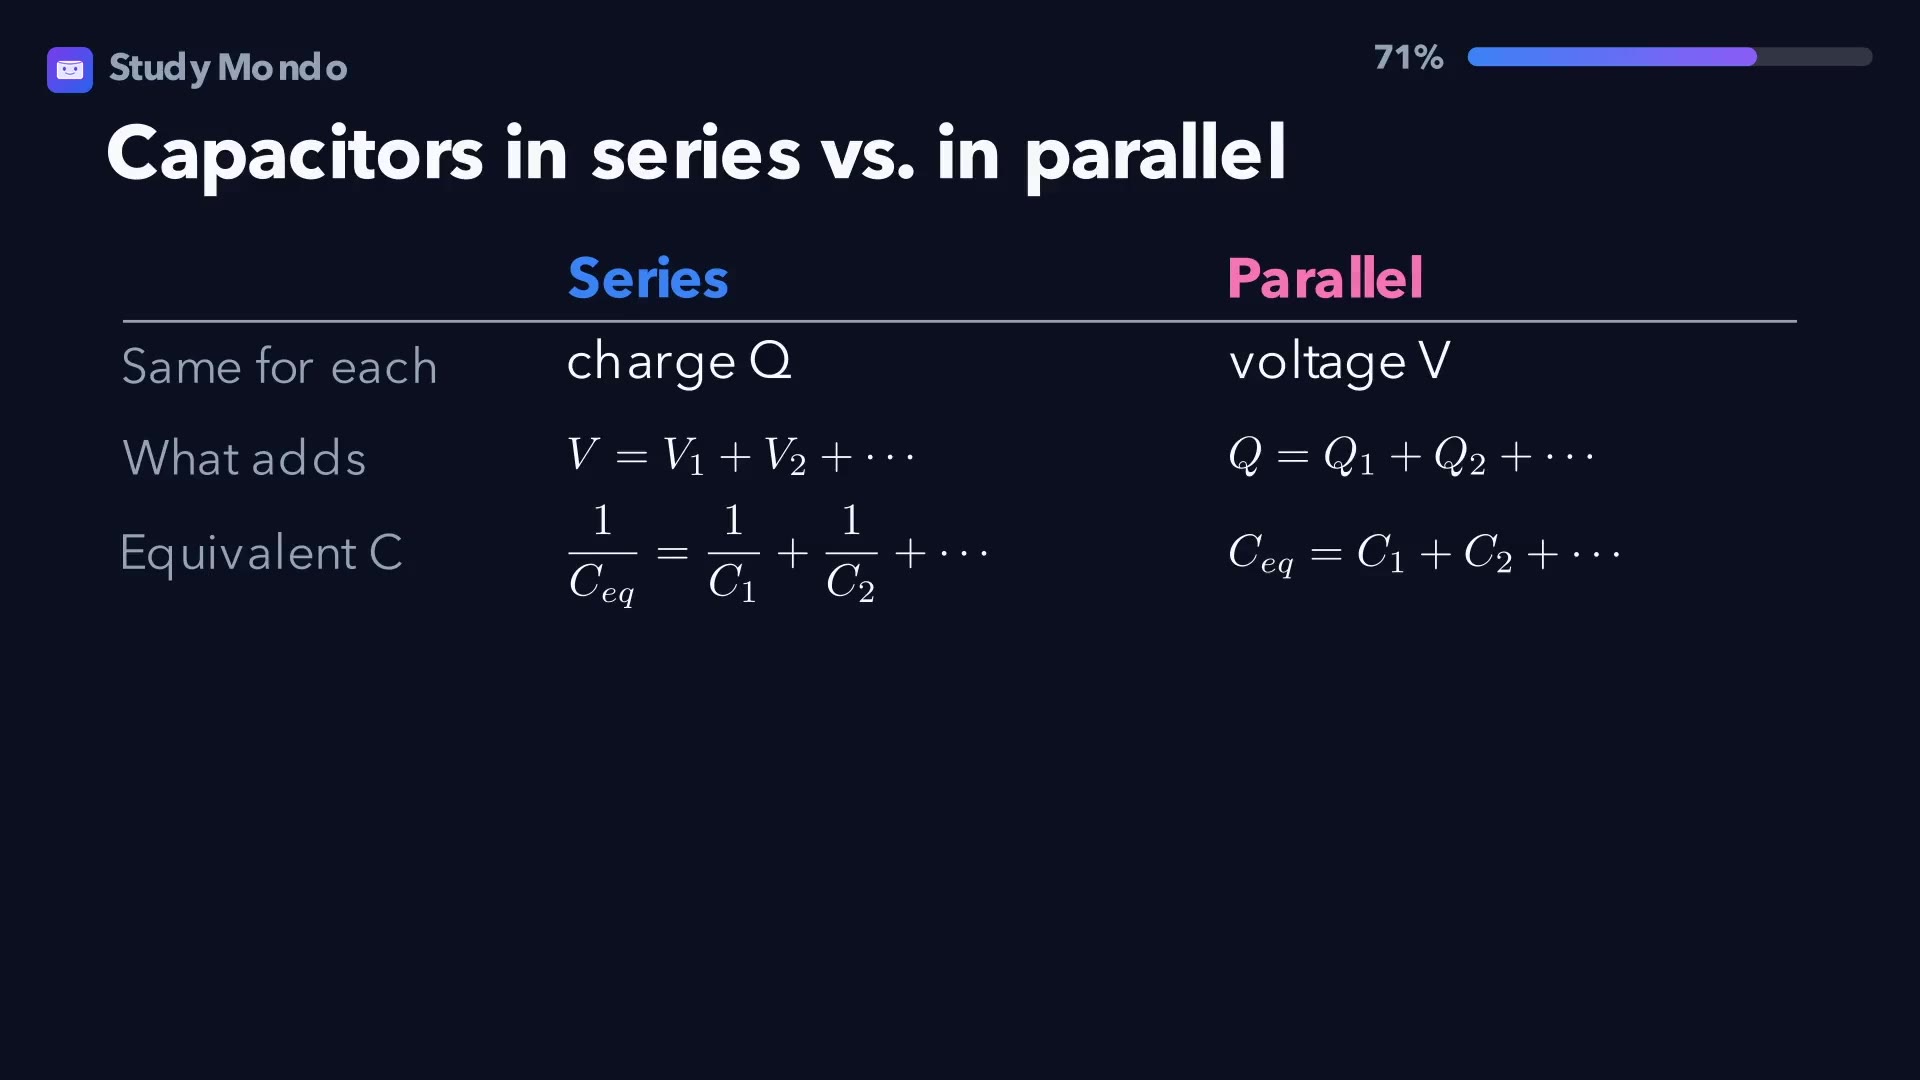 Study Mondo
71%
Capacitors in series vs. in parallel
Series Parallel
Same for each charge Q voltage V
What adds V = V₁ + V₂ + ⋯ Q = Q₁ + Q₂ + ⋯
Equivalent C 1/C_eq = 1/C₁ + 1/C₂ + ⋯ C_eq = C₁ + C₂ + ⋯